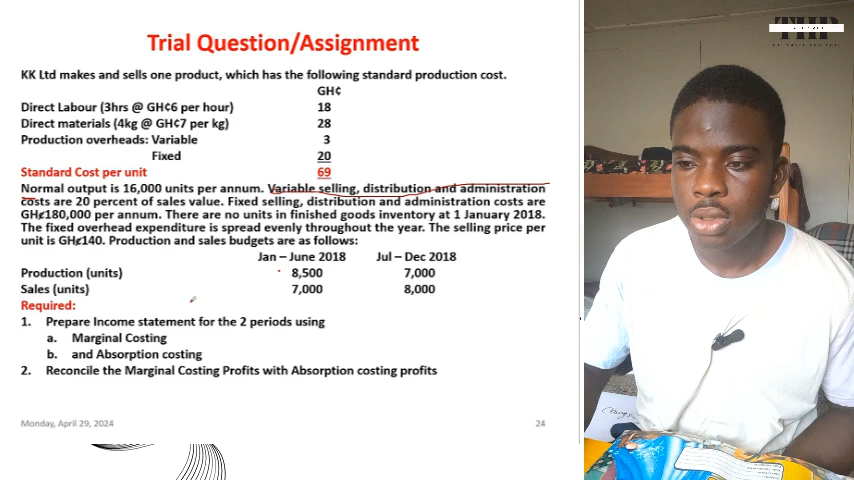 Trial Question/Assignment
KK Ltd makes and sells one product, which has the following standard production cost.
GH¢
Direct Labour (3hrs @ GH¢6 per hour) 18
Direct materials (4kg @ GH¢7 per kg) 28
Production overheads: Variable 3
Fixed 20
Standard Cost per unit 69
Normal output is 16,000 units per annum. Variable selling, distribution and administration
costs are 20 percent of sales value. Fixed selling, distribution and administration costs are
GH¢180,000 per annum. There are no units in finished goods inventory at 1 January 2018.
The fixed overhead expenditure is spread evenly throughout the year. The selling price per
unit is GH¢140. Production and sales budgets are as follows:
Jan – June 2018 Jul – Dec 2018
Production (units) 8,500 7,000
Sales (units) 7,000 8,000
Required:
1. Prepare Income statement for the 2 periods using
a. Marginal Costing
b. and Absorption costing
2. Reconcile the Marginal Costing Profits with Absorption costing profits
Monday, April 29, 2024 24